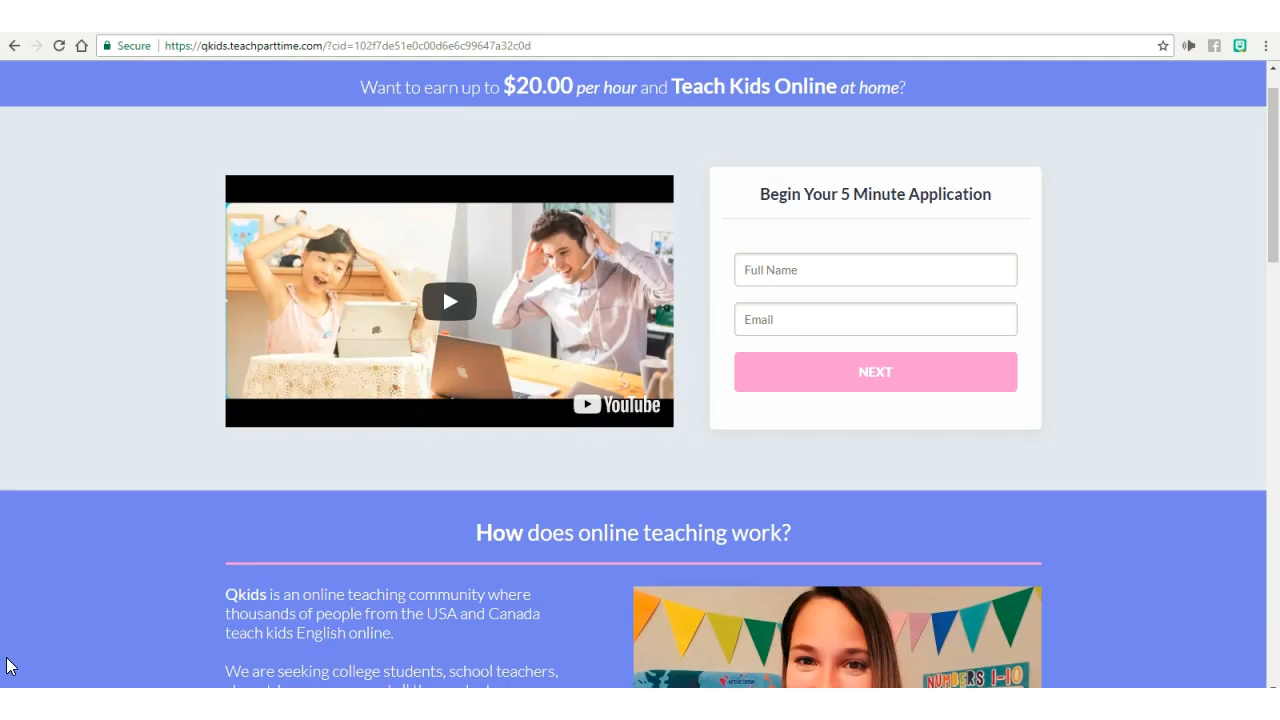 Secure https://qkids.teachparttime.com/?cid=102f7de51e0c00d6e6c99647a32c0d
Want to earn up to $20.00 per hour and Teach Kids Online at home?
YouTube
Begin Your 5 Minute Application
Full Name
Email
NEXT
How does online teaching work?
Qkids is an online teaching community where
thousands of people from the USA and Canada
teach kids English online.
We are seeking college students, school teachers,
NUMBERS 1-10